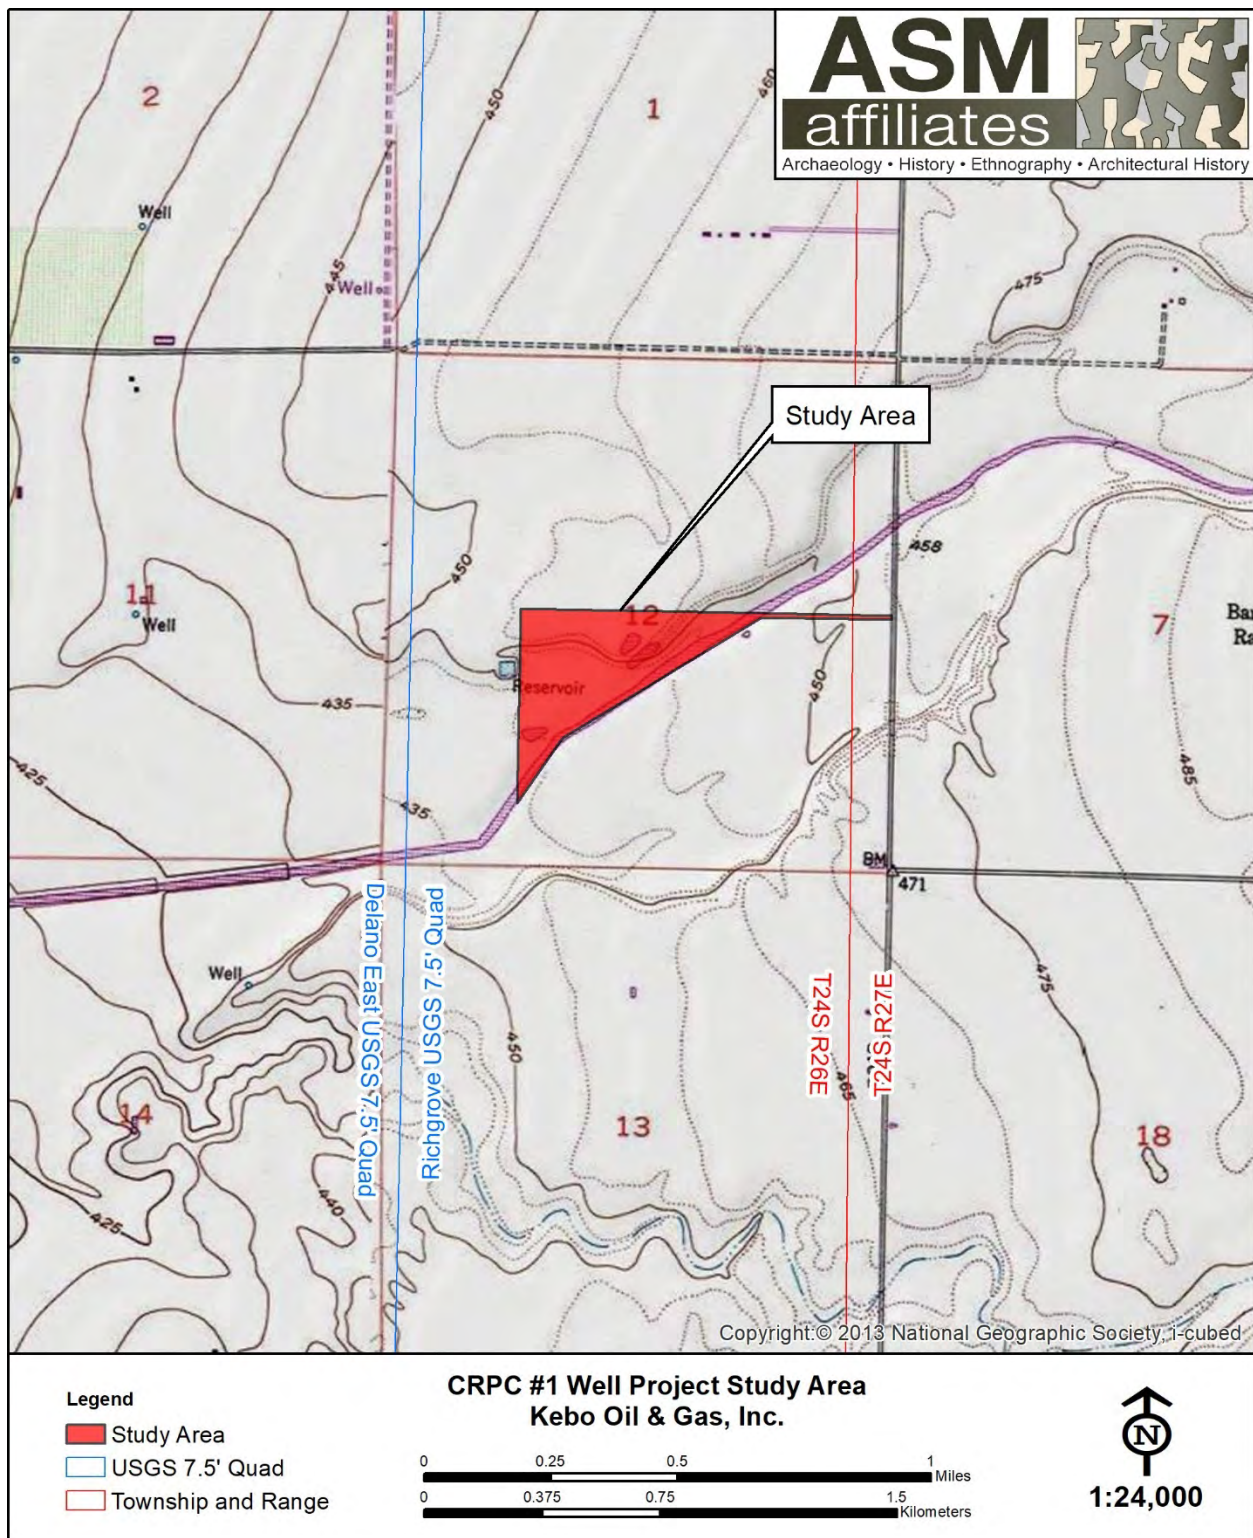 ASM
affiliates
Archaeology • History • Ethnography • Architectural History
2
1
450
460
Well
445
Well
475
Study Area
458
450
11
Well
12
7
Reservoir
435
450
485
425
435
BM
471
Delano East USGS 7.5' Quad
Richgrove USGS 7.5' Quad
Well
T24S R26E
T24S R27E
475
450
465
14
13
18
425
440
Copyright:© 2013 National Geographic Society, i-cubed
Legend
Study Area
USGS 7.5' Quad
Township and Range
CRPC #1 Well Project Study Area
Kebo Oil & Gas, Inc.
0 0.25 0.5 1
Miles
0 0.375 0.75 1.5
Kilometers
N
1:24,000